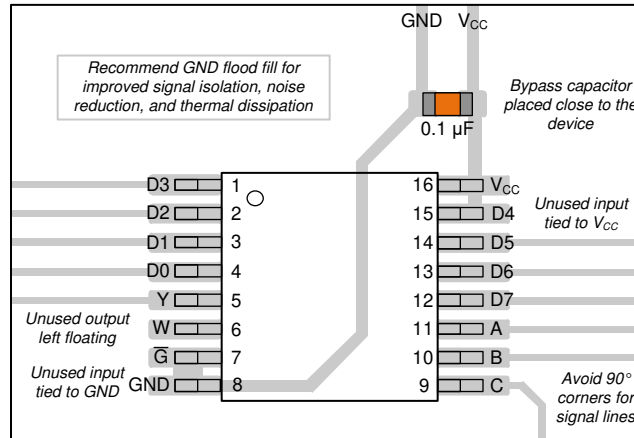 GND VCC
Recommend GND flood fill for
improved signal isolation, noise
reduction, and thermal dissipation
Bypass capacitor
placed close to the
device
0.1 µF
D3 1 16 VCC
D2 2 15 D4
Unused input
tied to VCC
D1 3 14 D5
D0 4 13 D6
Y 5 12 D7
Unused output
left floating
W 6 11 A
G̅ 7 10 B
Unused input
tied to GND
GND 8 9 C
Avoid 90°
corners for
signal lines